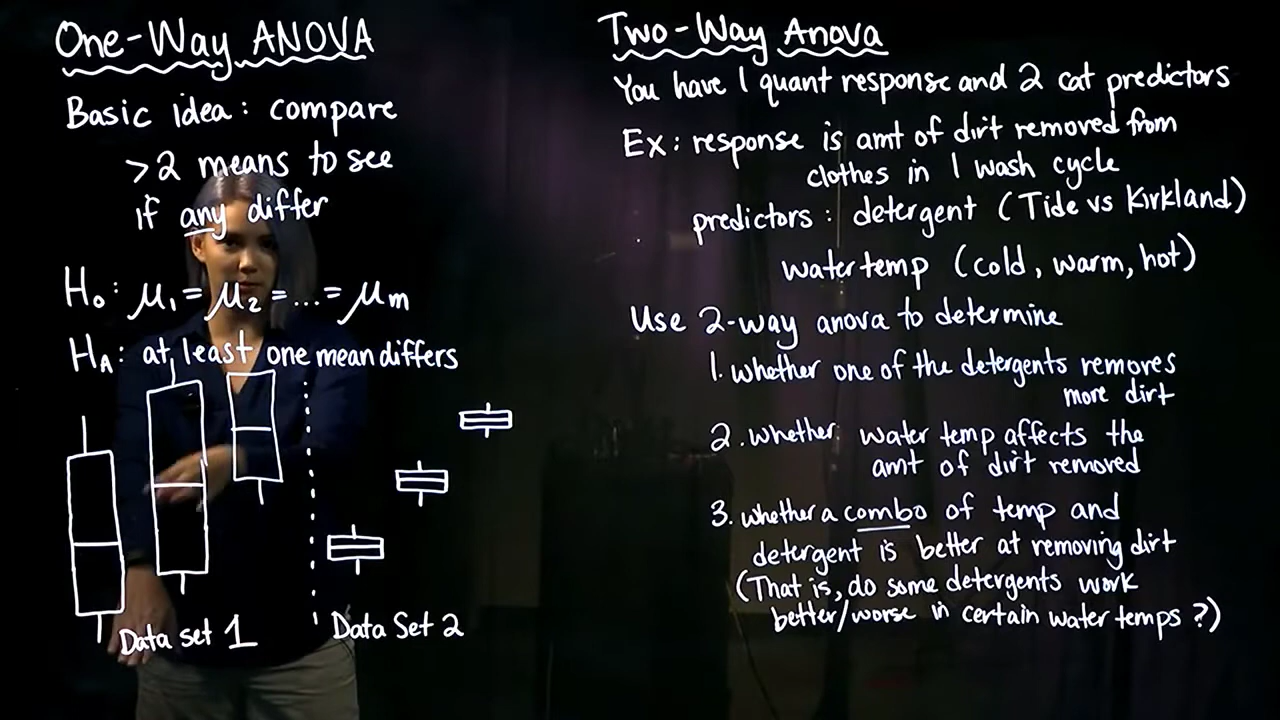 One-Way ANOVA
Basic idea: compare
>2 means to see
if any differ
H₀: μ₁ = μ₂ = ... = μₘ
H_A: at least one mean differs
Data set 1
Data Set 2
Two-Way Anova
You have 1 quant response and 2 cat predictors
Ex: response is amt of dirt removed from
clothes in 1 wash cycle
predictors: detergent (Tide vs Kirkland)
water temp (cold, warm, hot)
Use 2-way anova to determine
1. whether one of the detergents removes
more dirt
2. whether water temp affects the
amt of dirt removed
3. whether a combo of temp and
detergent is better at removing dirt
(That is, do some detergents work
better/worse in certain water temps?)